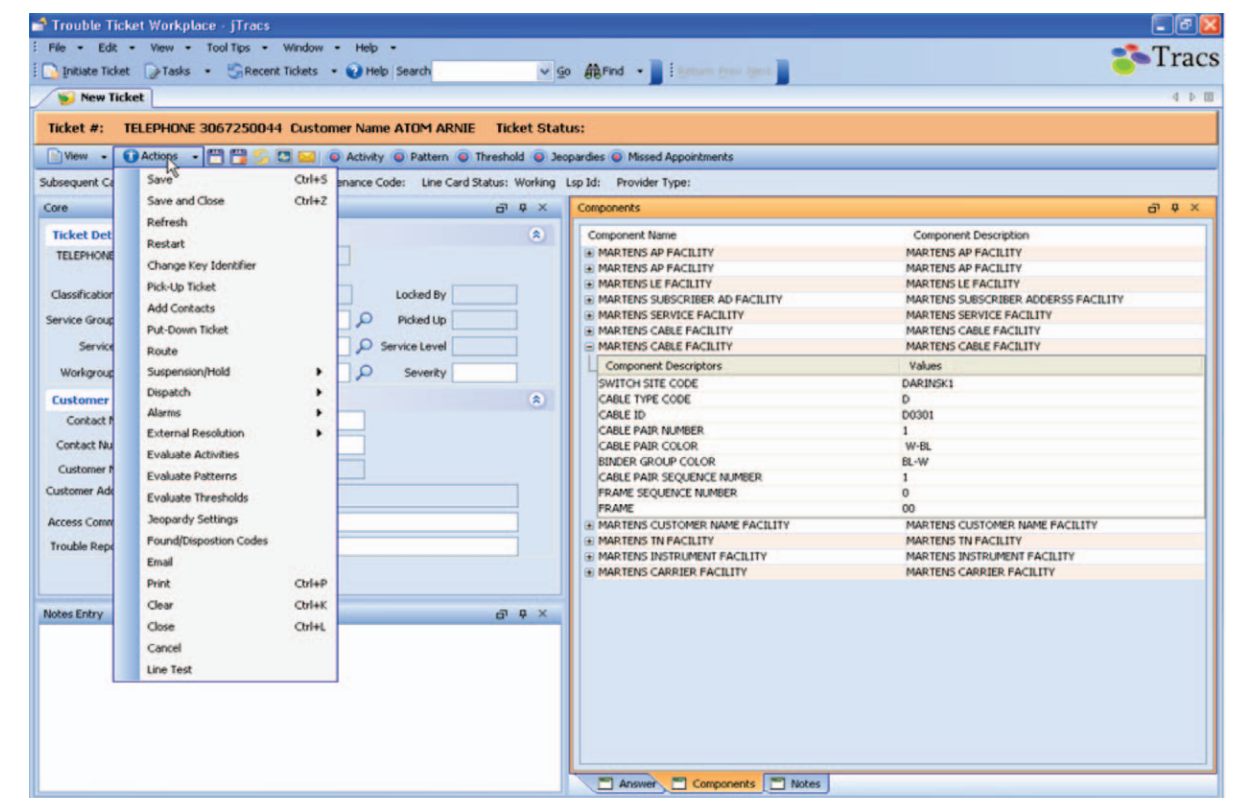 Trouble Ticket Workplace - jTracs
File Edit View Tool Tips Window Help
Initiate Ticket Tasks Recent Tickets Help Search Go Find
Tracs
New Ticket
Ticket #: TELEPHONE 3067250044 Customer Name ATOM ARNIE Ticket Status:
View Actions Activity Pattern Threshold Jeopardies Missed Appointments
Subsequent Ca enance Code: Line Card Status: Working Lsp Id: Provider Type:
Save Ctrl+S
Save and Close Ctrl+Z
Refresh
Restart
Change Key Identifier
Pick-Up Ticket
Add Contacts
Put-Down Ticket
Route
Suspension/Hold
Dispatch
Alarms
External Resolution
Evaluate Activities
Evaluate Patterns
Evaluate Thresholds
Jeopardy Settings
Found/Dispostion Codes
Email
Print Ctrl+P
Clear Ctrl+K
Close Ctrl+L
Cancel
Line Test
Core
Ticket Det
TELEPHONE
Classification Locked By
Service Group Picked Up
Service Service Level
Workgroup Severity
Customer
Contact N
Contact Nu
Customer N
Customer Add
Access Comm
Trouble Repo
Notes Entry
Components
Component Name Component Description
MARTENS AP FACILITY MARTENS AP FACILITY
MARTENS AP FACILITY MARTENS AP FACILITY
MARTENS LE FACILITY MARTENS LE FACILITY
MARTENS SUBSCRIBER AD FACILITY MARTENS SUBSCRIBER ADDERSS FACILITY
MARTENS SERVICE FACILITY MARTENS SERVICE FACILITY
MARTENS CABLE FACILITY MARTENS CABLE FACILITY
MARTENS CABLE FACILITY MARTENS CABLE FACILITY
Component Descriptors Values
SWITCH SITE CODE DARINSK1
CABLE TYPE CODE D
CABLE ID D0301
CABLE PAIR NUMBER 1
CABLE PAIR COLOR W-BL
BINDER GROUP COLOR BL-W
CABLE PAIR SEQUENCE NUMBER 1
FRAME SEQUENCE NUMBER 0
FRAME 00
MARTENS CUSTOMER NAME FACILITY MARTENS CUSTOMER NAME FACILITY
MARTENS TN FACILITY MARTENS TN FACILITY
MARTENS INSTRUMENT FACILITY MARTENS INSTRUMENT FACILITY
MARTENS CARRIER FACILITY MARTENS CARRIER FACILITY
Answer Components Notes